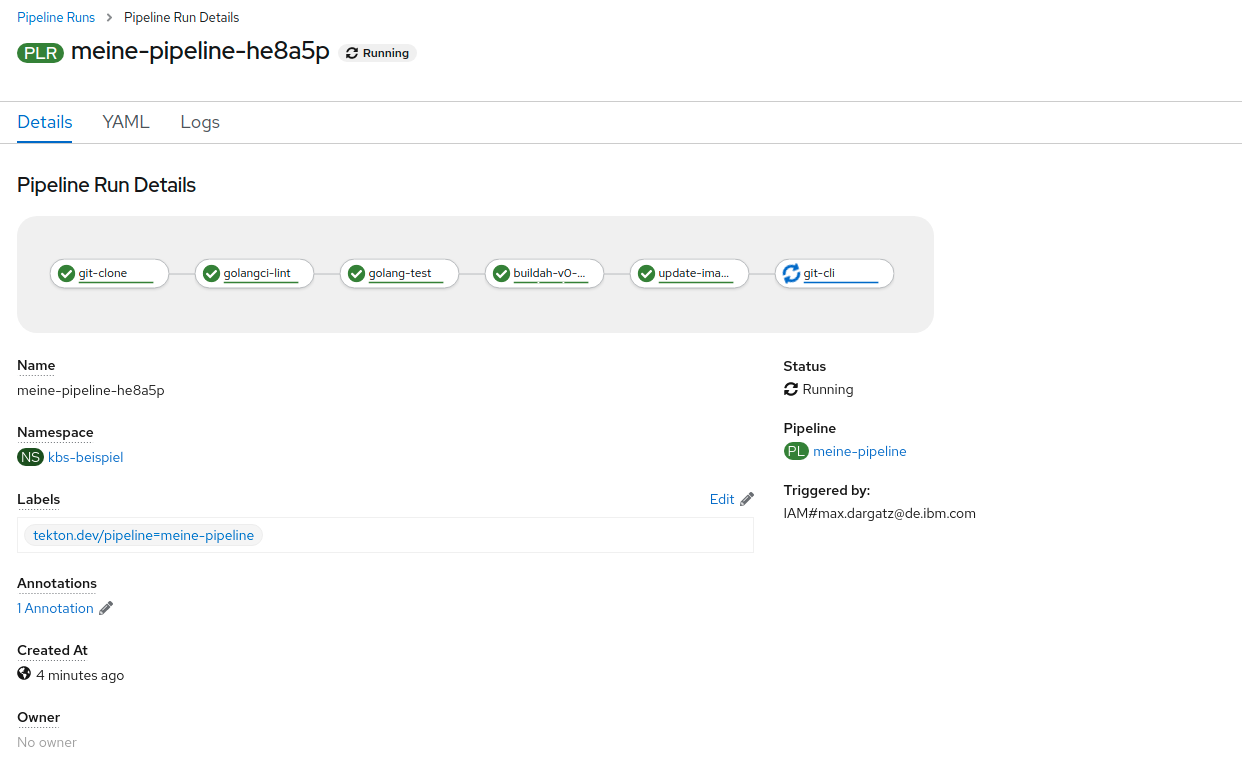 Pipeline Runs > Pipeline Run Details
PLR meine-pipeline-he8a5p Running
Details YAML Logs
Pipeline Run Details
git-clone golangci-lint golang-test buildah-v0-... update-ima... git-cli
Name
meine-pipeline-he8a5p
Namespace
NS kbs-beispiel
Labels Edit
tekton.dev/pipeline=meine-pipeline
Annotations
1 Annotation
Created At
4 minutes ago
Owner
No owner
Status
Running
Pipeline
PL meine-pipeline
Triggered by:
IAM#max.dargatz@de.ibm.com